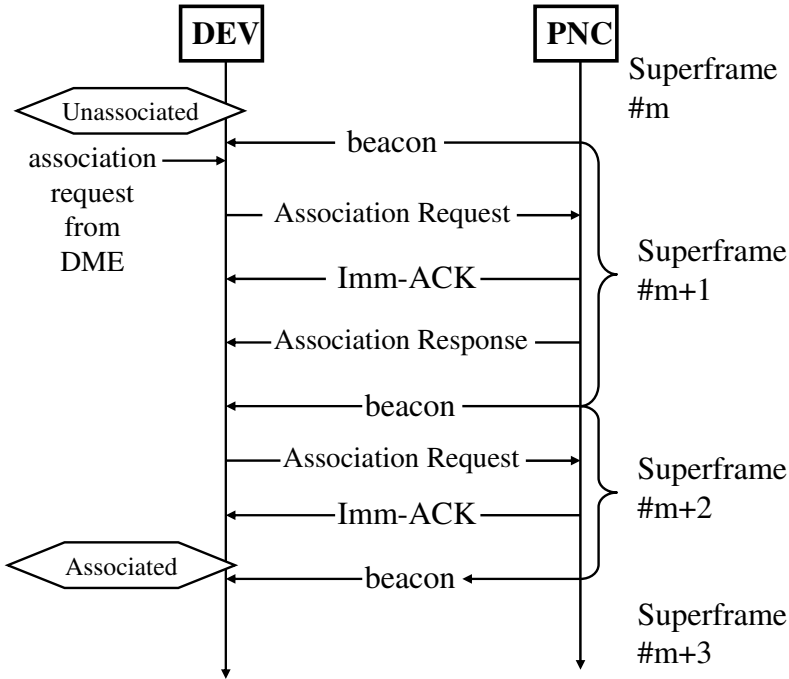 DEV
PNC
Superframe
#m
Unassociated
beacon
association
request
from
DME
Association Request
Superframe
#m+1
Imm-ACK
Association Response
beacon
Association Request
Superframe
#m+2
Imm-ACK
Associated
beacon
Superframe
#m+3